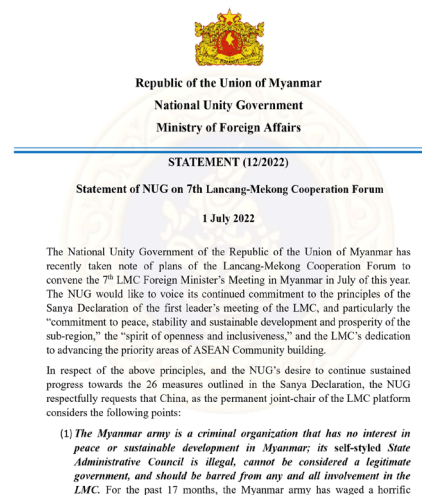 Republic of the Union of Myanmar
National Unity Government
Ministry of Foreign Affairs
STATEMENT (12/2022)
Statement of NUG on 7th Lancang-Mekong Cooperation Forum
1 July 2022
The National Unity Government of the Republic of the Union of Myanmar has
recently taken note of plans of the Lancang-Mekong Cooperation Forum to
convene the 7th LMC Foreign Minister's Meeting in Myanmar in July of this year.
The NUG would like to voice its continued commitment to the principles of the
Sanya Declaration of the first leader's meeting of the LMC, and particularly the
"commitment to peace, stability and sustainable development and prosperity of the
sub-region," the "spirit of openness and inclusiveness," and the LMC's dedication
to advancing the priority areas of ASEAN Community building.
In respect of the above principles, and the NUG's desire to continue sustained
progress towards the 26 measures outlined in the Sanya Declaration, the NUG
respectfully requests that China, as the permanent joint-chair of the LMC platform
considers the following points:
(1) The Myanmar army is a criminal organization that has no interest in
peace or sustainable development in Myanmar; its self-styled State
Administrative Council is illegal, cannot be considered a legitimate
government, and should be barred from any and all involvement in the
LMC. For the past 17 months, the Myanmar army has waged a horrific